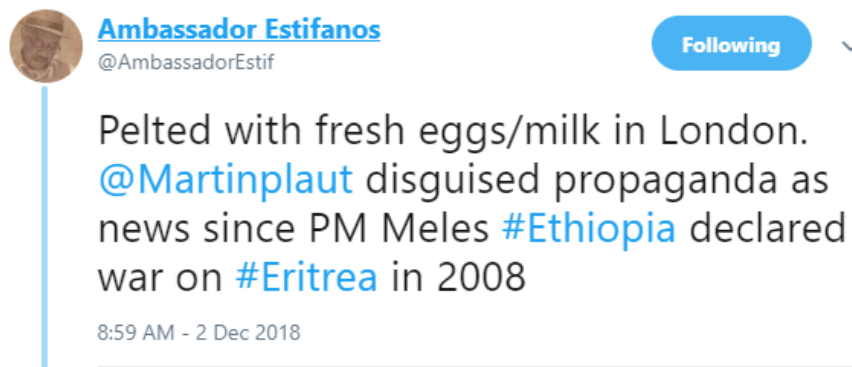 Ambassador Estifanos
@AmbassadorEstif
Following
Pelted with fresh eggs/milk in London.
@Martinplaut disguised propaganda as
news since PM Meles #Ethiopia declared
war on #Eritrea in 2008
8:59 AM - 2 Dec 2018